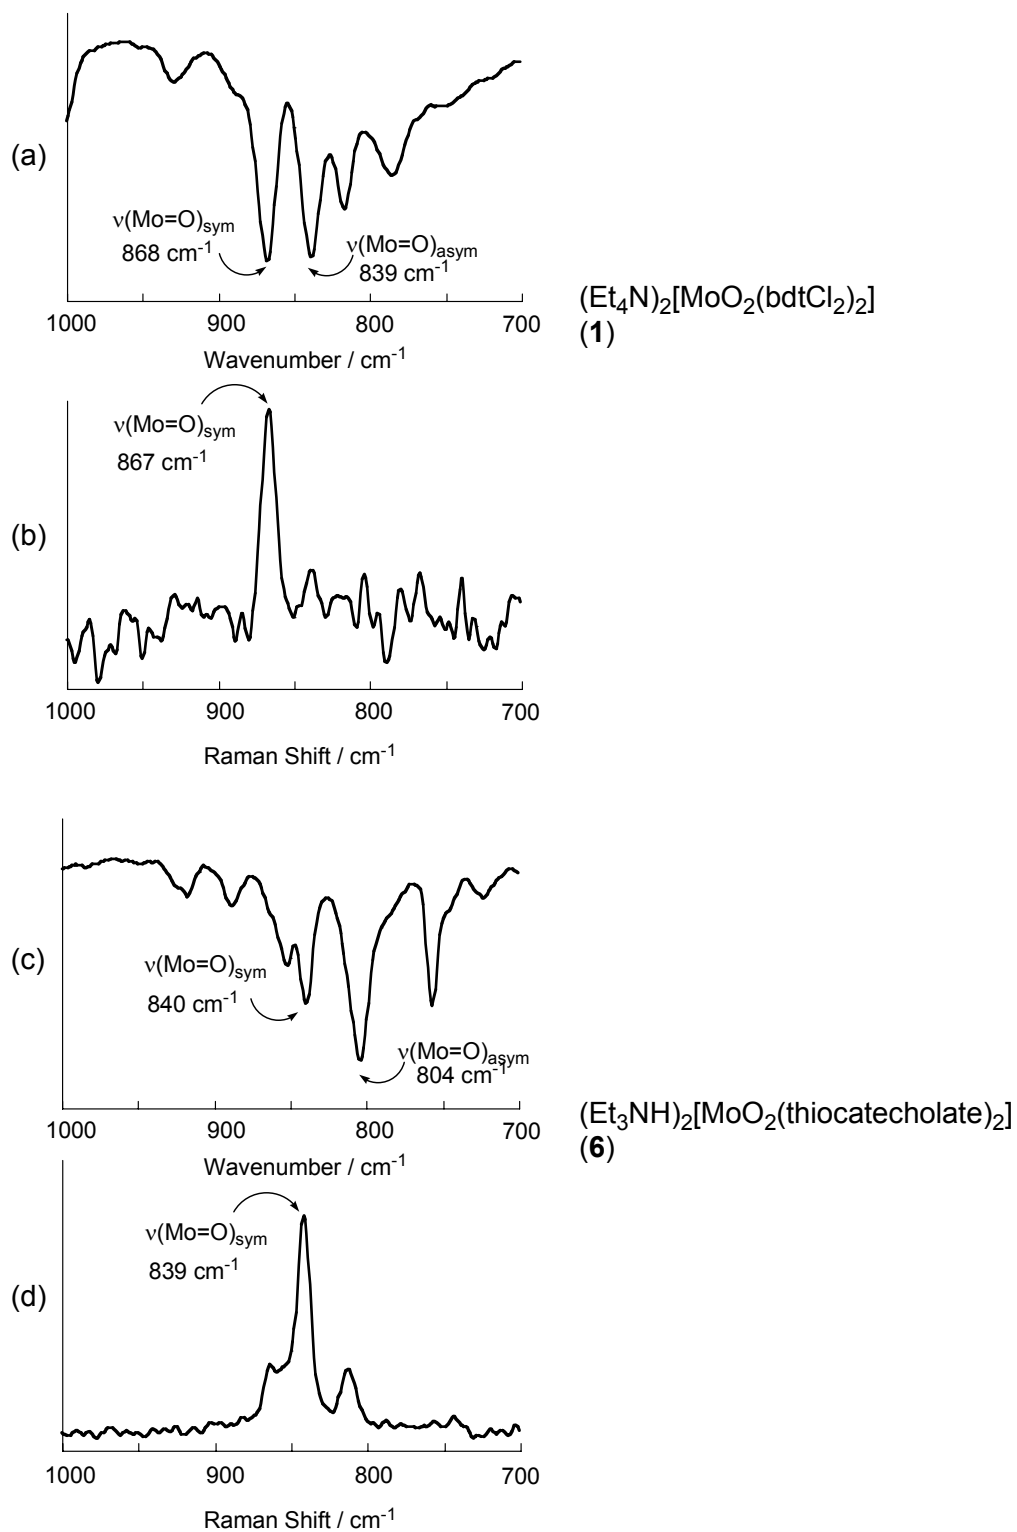 (a)
ν(Mo=O)sym
868 cm-1
ν(Mo=O)asym
839 cm-1
1000 900 800 700
Wavenumber / cm-1
(Et4N)2[MoO2(bdtCl2)2]
(1)
(b)
ν(Mo=O)sym
867 cm-1
1000 900 800 700
Raman Shift / cm-1
(c)
ν(Mo=O)sym
840 cm-1
ν(Mo=O)asym
804 cm-1
1000 900 800 700
Wavenumber / cm-1
(Et3NH)2[MoO2(thiocatecholate)2]
(6)
(d)
ν(Mo=O)sym
839 cm-1
1000 900 800 700
Raman Shift / cm-1